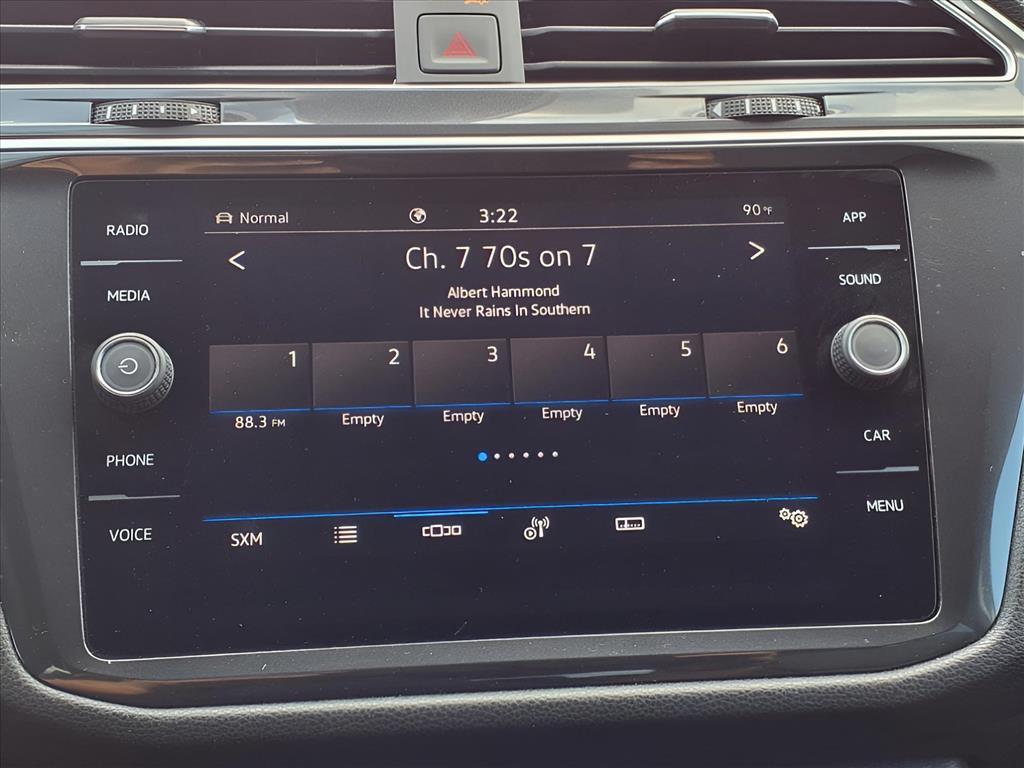 RADIO
MEDIA
PHONE
VOICE
Normal
3:22
90°F
< Ch. 7 70s on 7 >
Albert Hammond
It Never Rains In Southern
1 2 3 4 5 6
88.3 FM Empty Empty Empty Empty Empty
SXM
APP
SOUND
CAR
MENU